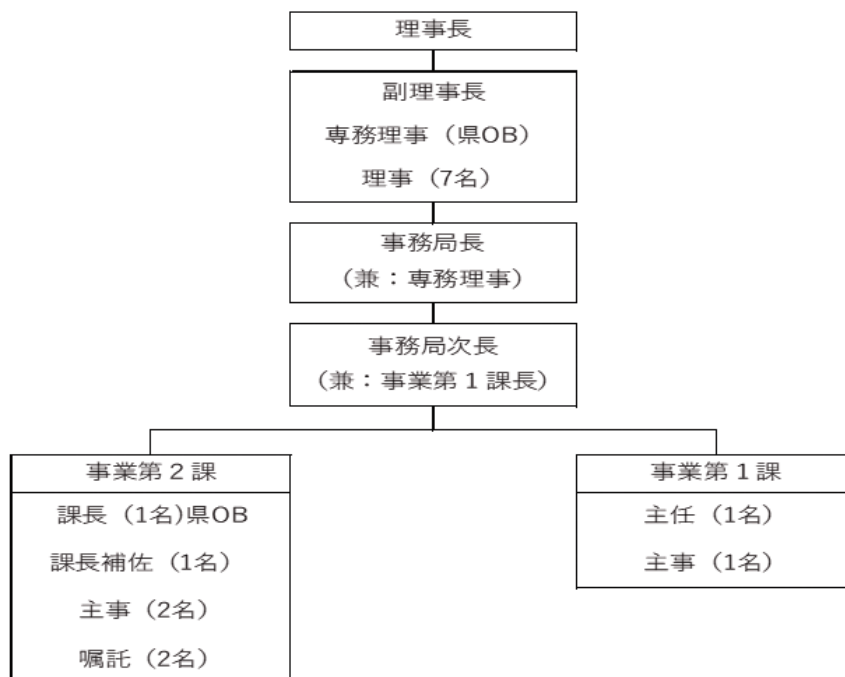 理事長
副理事長
専務理事（県OB）
理事（7名）
事務局長
（兼：専務理事）
事務局次長
（兼：事業第１課長）
事業第２課
課長（1名)県OB
課長補佐（1名）
主事（2名）
嘱託（2名）
事業第１課
主任（1名）
主事（1名）